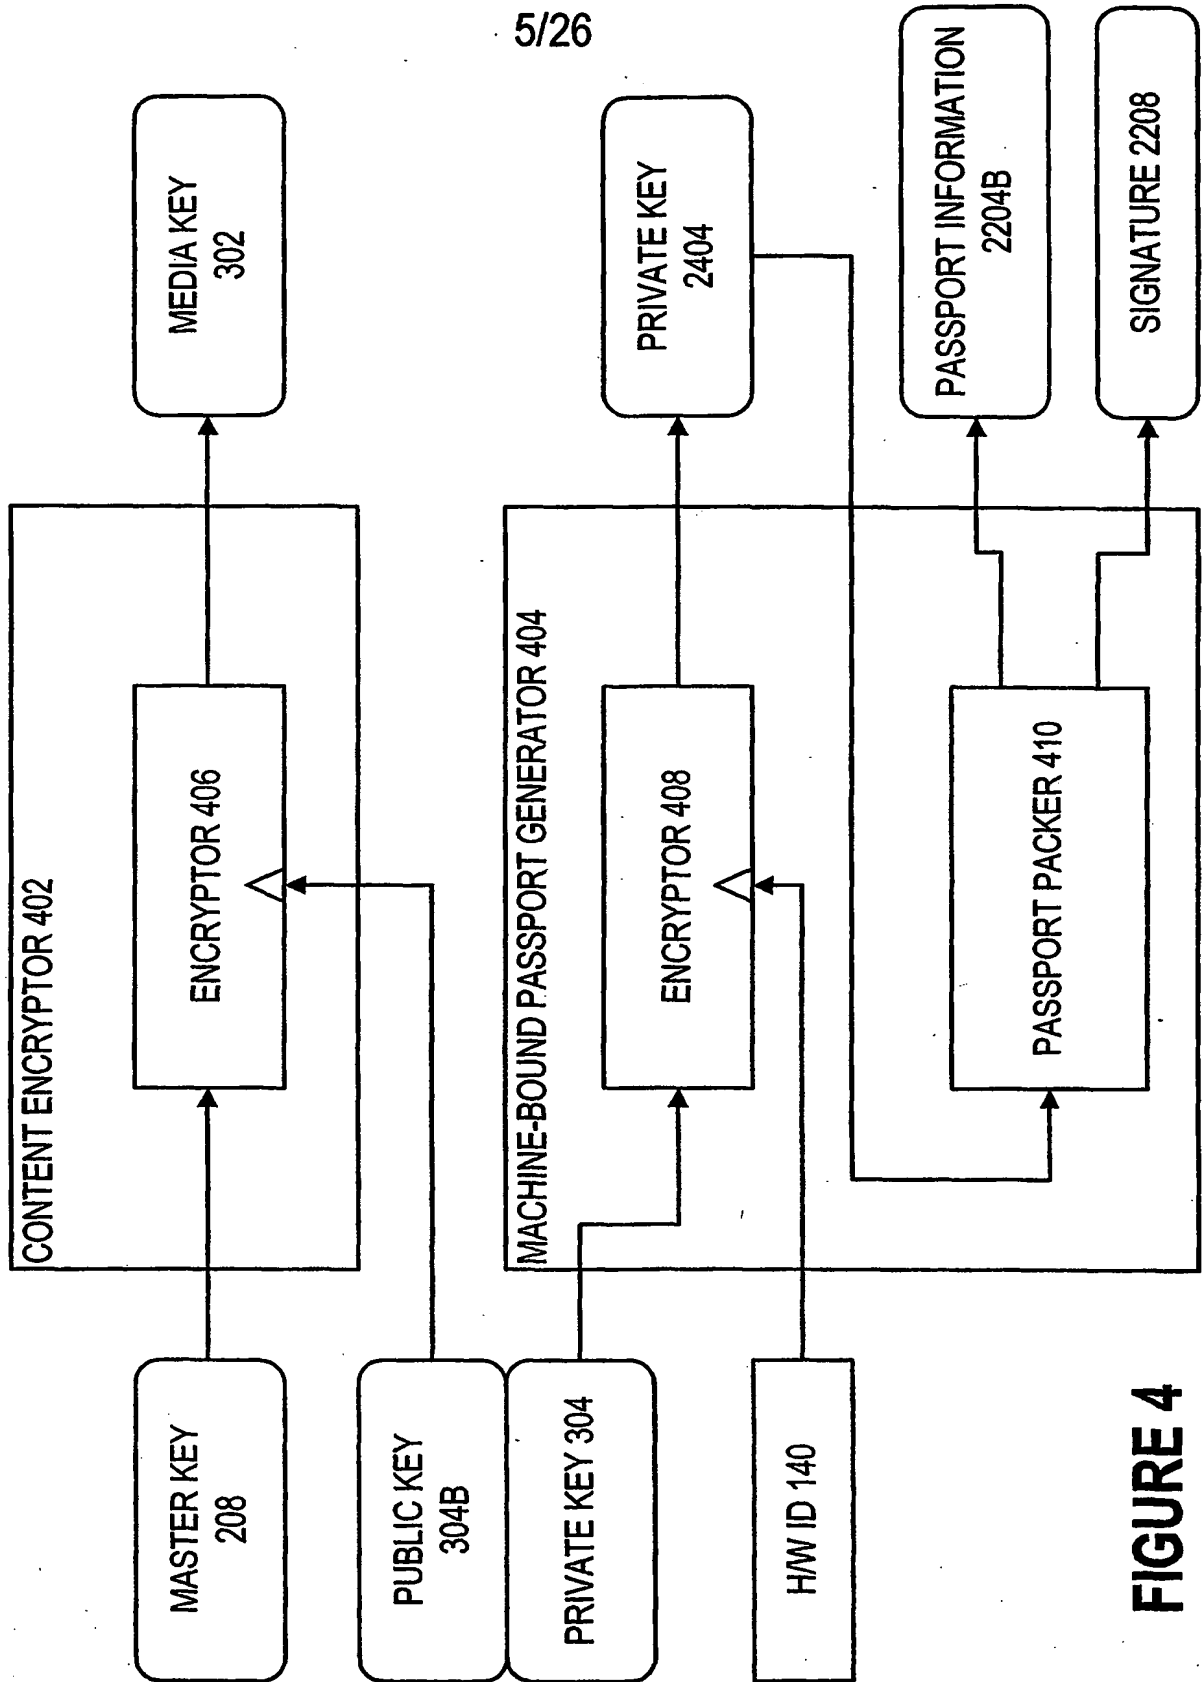 5/26
CONTENT ENCRYPTOR 402
MASTER KEY
208
ENCRYPTOR 406
MEDIA KEY
302
PUBLIC KEY
304B
PRIVATE KEY 304
H/W ID 140
MACHINE-BOUND PASSPORT GENERATOR 404
ENCRYPTOR 408
PRIVATE KEY
2404
PASSPORT PACKER 410
PASSPORT INFORMATION
2204B
SIGNATURE 2208
FIGURE 4